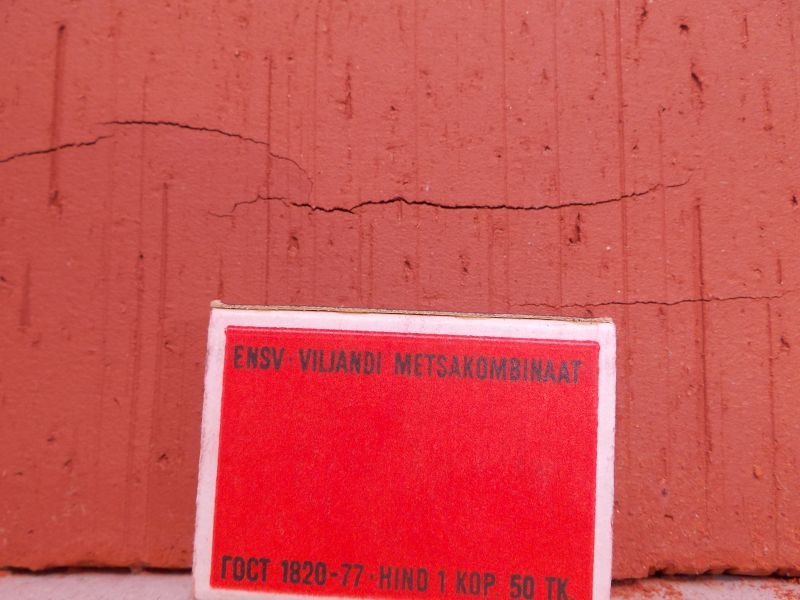 ENSV · VILJANDI METSAKOMBINAAT
ГОСТ 1820-77 · HIND 1 KOP. 50 TK.